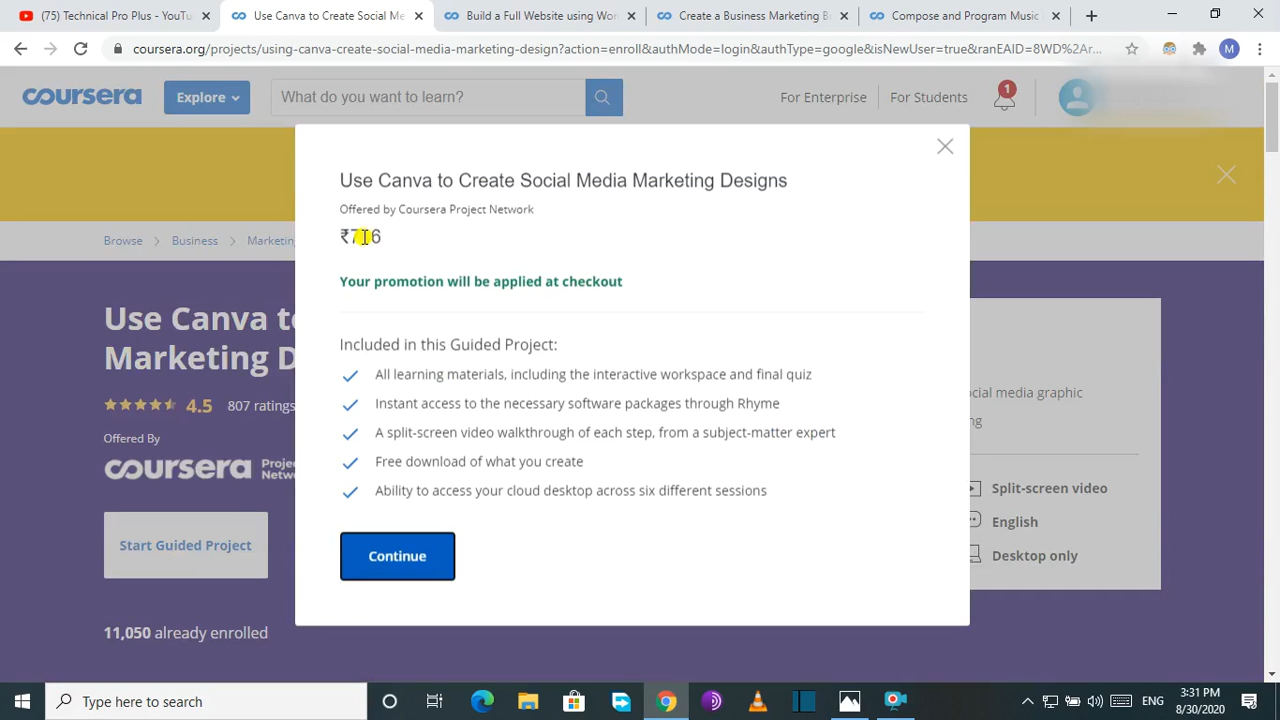 (75) Technical Pro Plus - YouTu
Use Canva to Create Social Me
Build a Full Website using Wor
Create a Business Marketing B
Compose and Program Music
coursera.org/projects/using-canva-create-social-media-marketing-design?action=enroll&authMode=login&authType=google&isNewUser=true&ranEAID=8WD%2Ar...
M
coursera
Explore
What do you want to learn?
For Enterprise
For Students
1
Use Canva to Create Social Media Marketing Designs
Offered by Coursera Project Network
Browse
Business
Marketing
Your promotion will be applied at checkout
Use Canva to
Marketing D
Included in this Guided Project:
All learning materials, including the interactive workspace and final quiz
cial media graphic
Instant access to the necessary software packages through Rhyme
4.5
807 ratings
ng
A split-screen video walkthrough of each step, from a subject-matter expert
Offered By
Free download of what you create
coursera
Project
Netwo
Ability to access your cloud desktop across six different sessions
Split-screen video
English
Start Guided Project
Continue
Desktop only
11,050 already enrolled
Type here to search
ENG
3:31 PM
8/30/2020